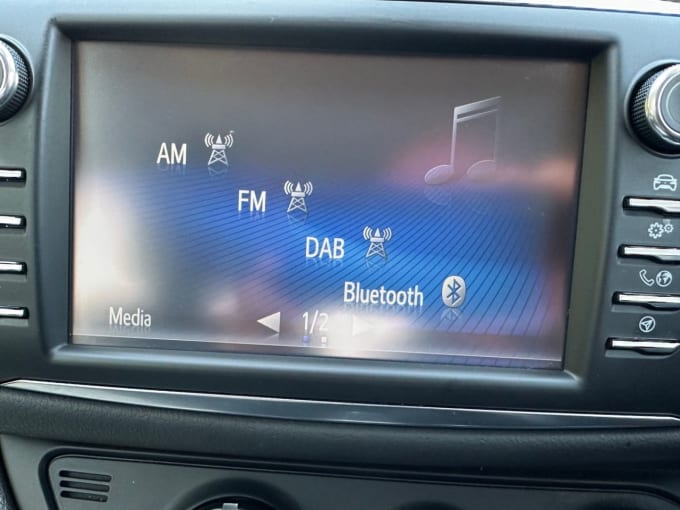 AM
FM
DAB
Bluetooth
Media
1/2